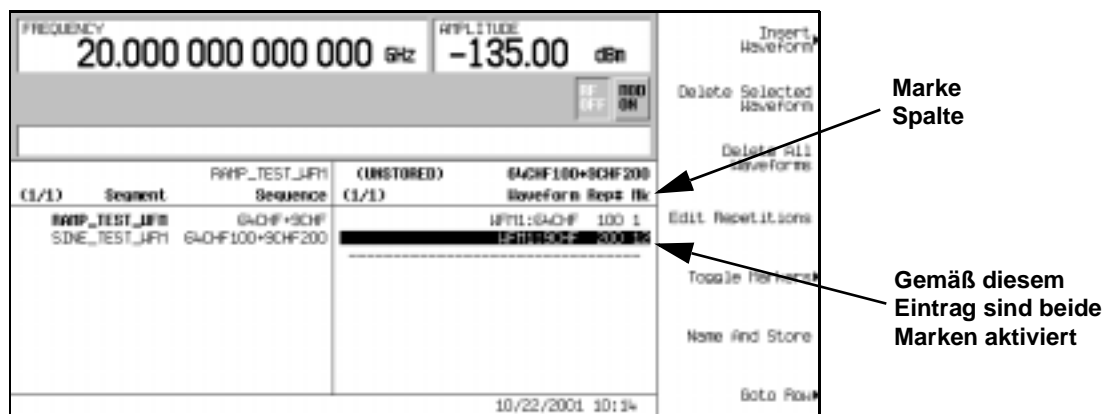 FREQUENCY
20.000 000 000 000 GHz
AMPLITUDE
-135.00 dBm
RF OFF
MOD ON
RAMP_TEST_WFM
(UNSTORED)
64CHF100+9CHF200
(1/1) Segment Sequence
(1/1) Waveform Rep# Mk
RAMP_TEST_WFM 64CHF+9CHF
WFM1:64CHF 100 1
SINE_TEST_WFM 64CHF100+9CHF200
WFM1:9CHF 200 12
10/22/2001 10:14
Insert
Waveform
Delete Selected
Waveform
Delete All
Waveforms
Edit Repetitions
Toggle Markers
Name And Store
Goto Row
Marke
Spalte
Gemäß diesem
Eintrag sind beide
Marken aktiviert